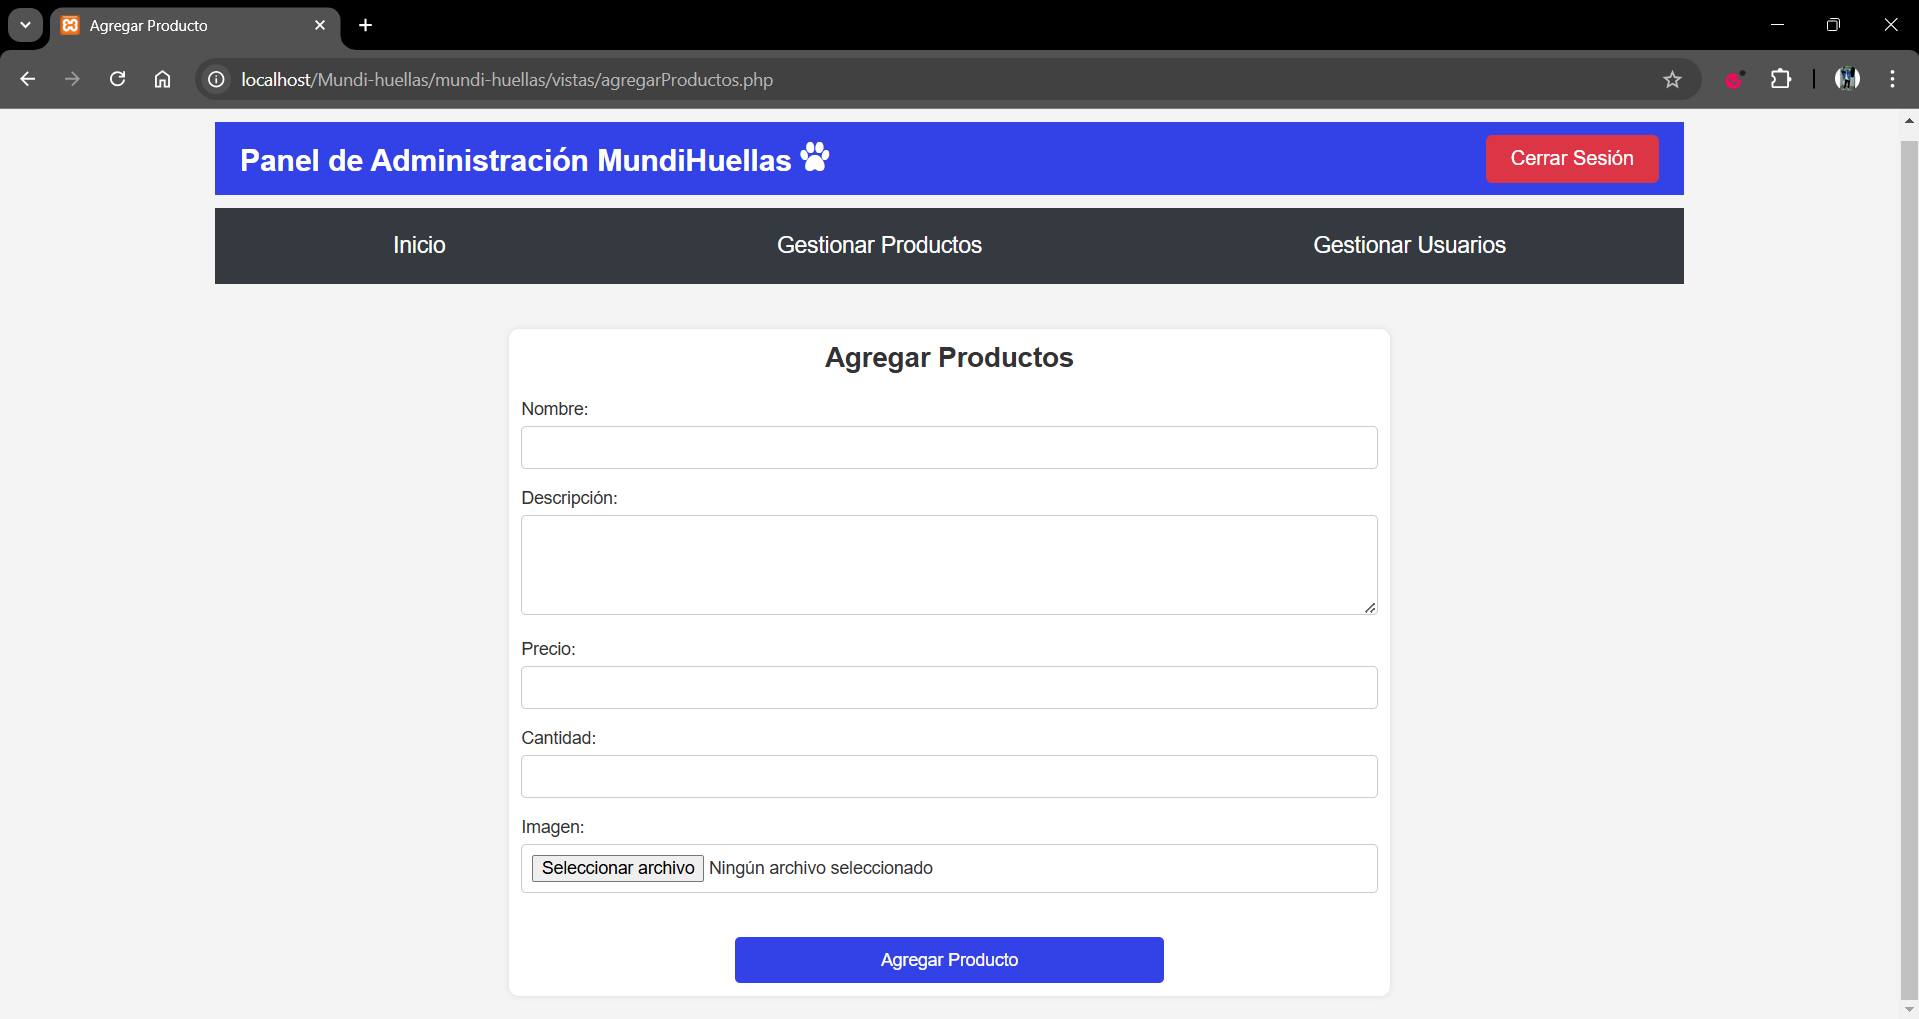 Agregar Producto
localhost/Mundi-huellas/mundi-huellas/vistas/agregarProductos.php
Panel de Administración MundiHuellas
Cerrar Sesión
Inicio Gestionar Productos Gestionar Usuarios
Agregar Productos
Nombre:
Descripción:
Precio:
Cantidad:
Imagen:
Seleccionar archivo Ningún archivo seleccionado
Agregar Producto